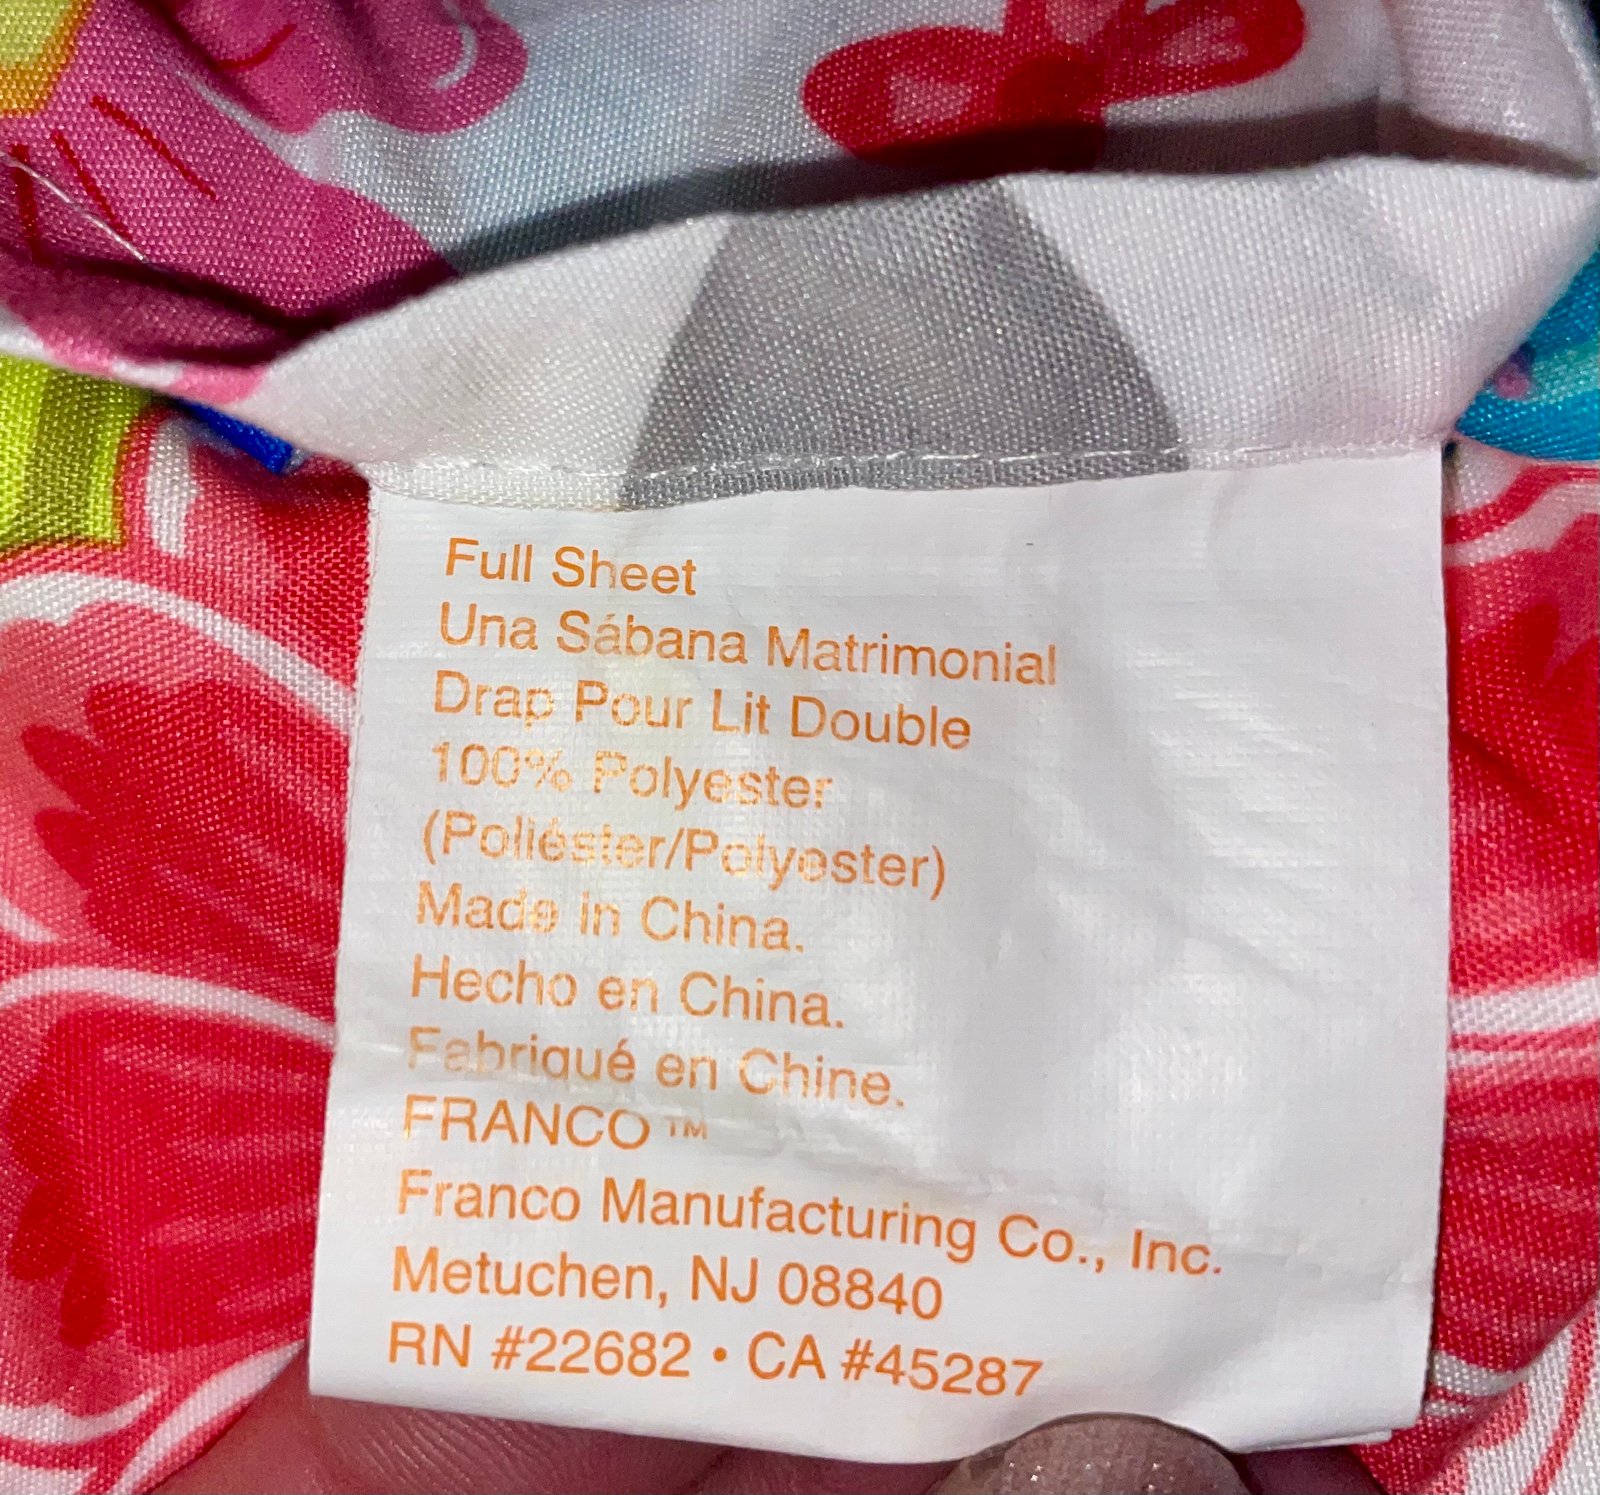 Full Sheet
Una Sábana Matrimonial
Drap Pour Lit Double
100% Polyester
(Poliéster/Polyester)
Made in China.
Hecho en China.
Fabriqué en Chine.
FRANCO™
Franco Manufacturing Co., Inc.
Metuchen, NJ 08840
RN #22682 • CA #45287